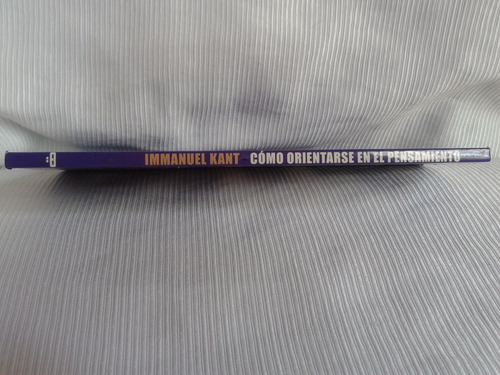 IMMANUEL KANT - CÓMO ORIENTARSE EN EL PENSAMIENTO